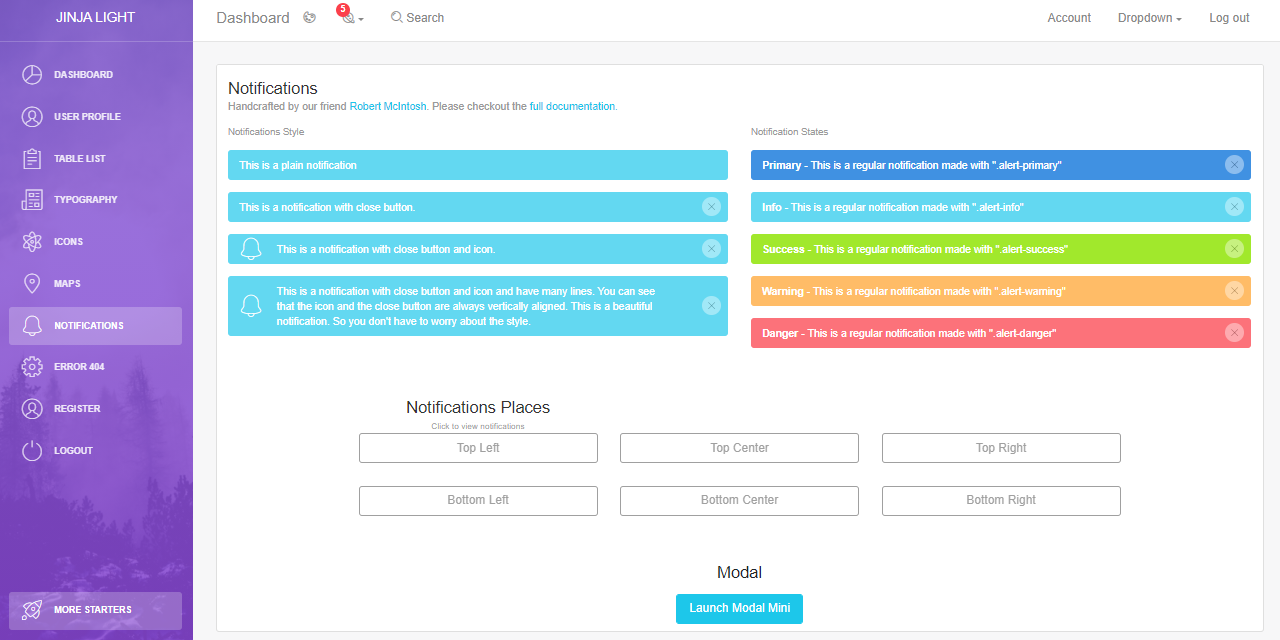 JINJA LIGHT
DASHBOARD
USER PROFILE
TABLE LIST
TYPOGRAPHY
ICONS
MAPS
NOTIFICATIONS
ERROR 404
REGISTER
LOGOUT
MORE STARTERS
Dashboard
5
Search
Account
Dropdown
Log out
Notifications
Handcrafted by our friend Robert McIntosh. Please checkout the full documentation.
Notifications Style
This is a plain notification
This is a notification with close button.
This is a notification with close button and icon.
This is a notification with close button and icon and have many lines. You can see
that the icon and the close button are always vertically aligned. This is a beautiful
notification. So you don't have to worry about the style.
Notification States
Primary - This is a regular notification made with ".alert-primary"
Info - This is a regular notification made with ".alert-info"
Success - This is a regular notification made with ".alert-success"
Warning - This is a regular notification made with ".alert-warning"
Danger - This is a regular notification made with ".alert-danger"
Notifications Places
Click to view notifications
Top Left
Top Center
Top Right
Bottom Left
Bottom Center
Bottom Right
Modal
Launch Modal Mini